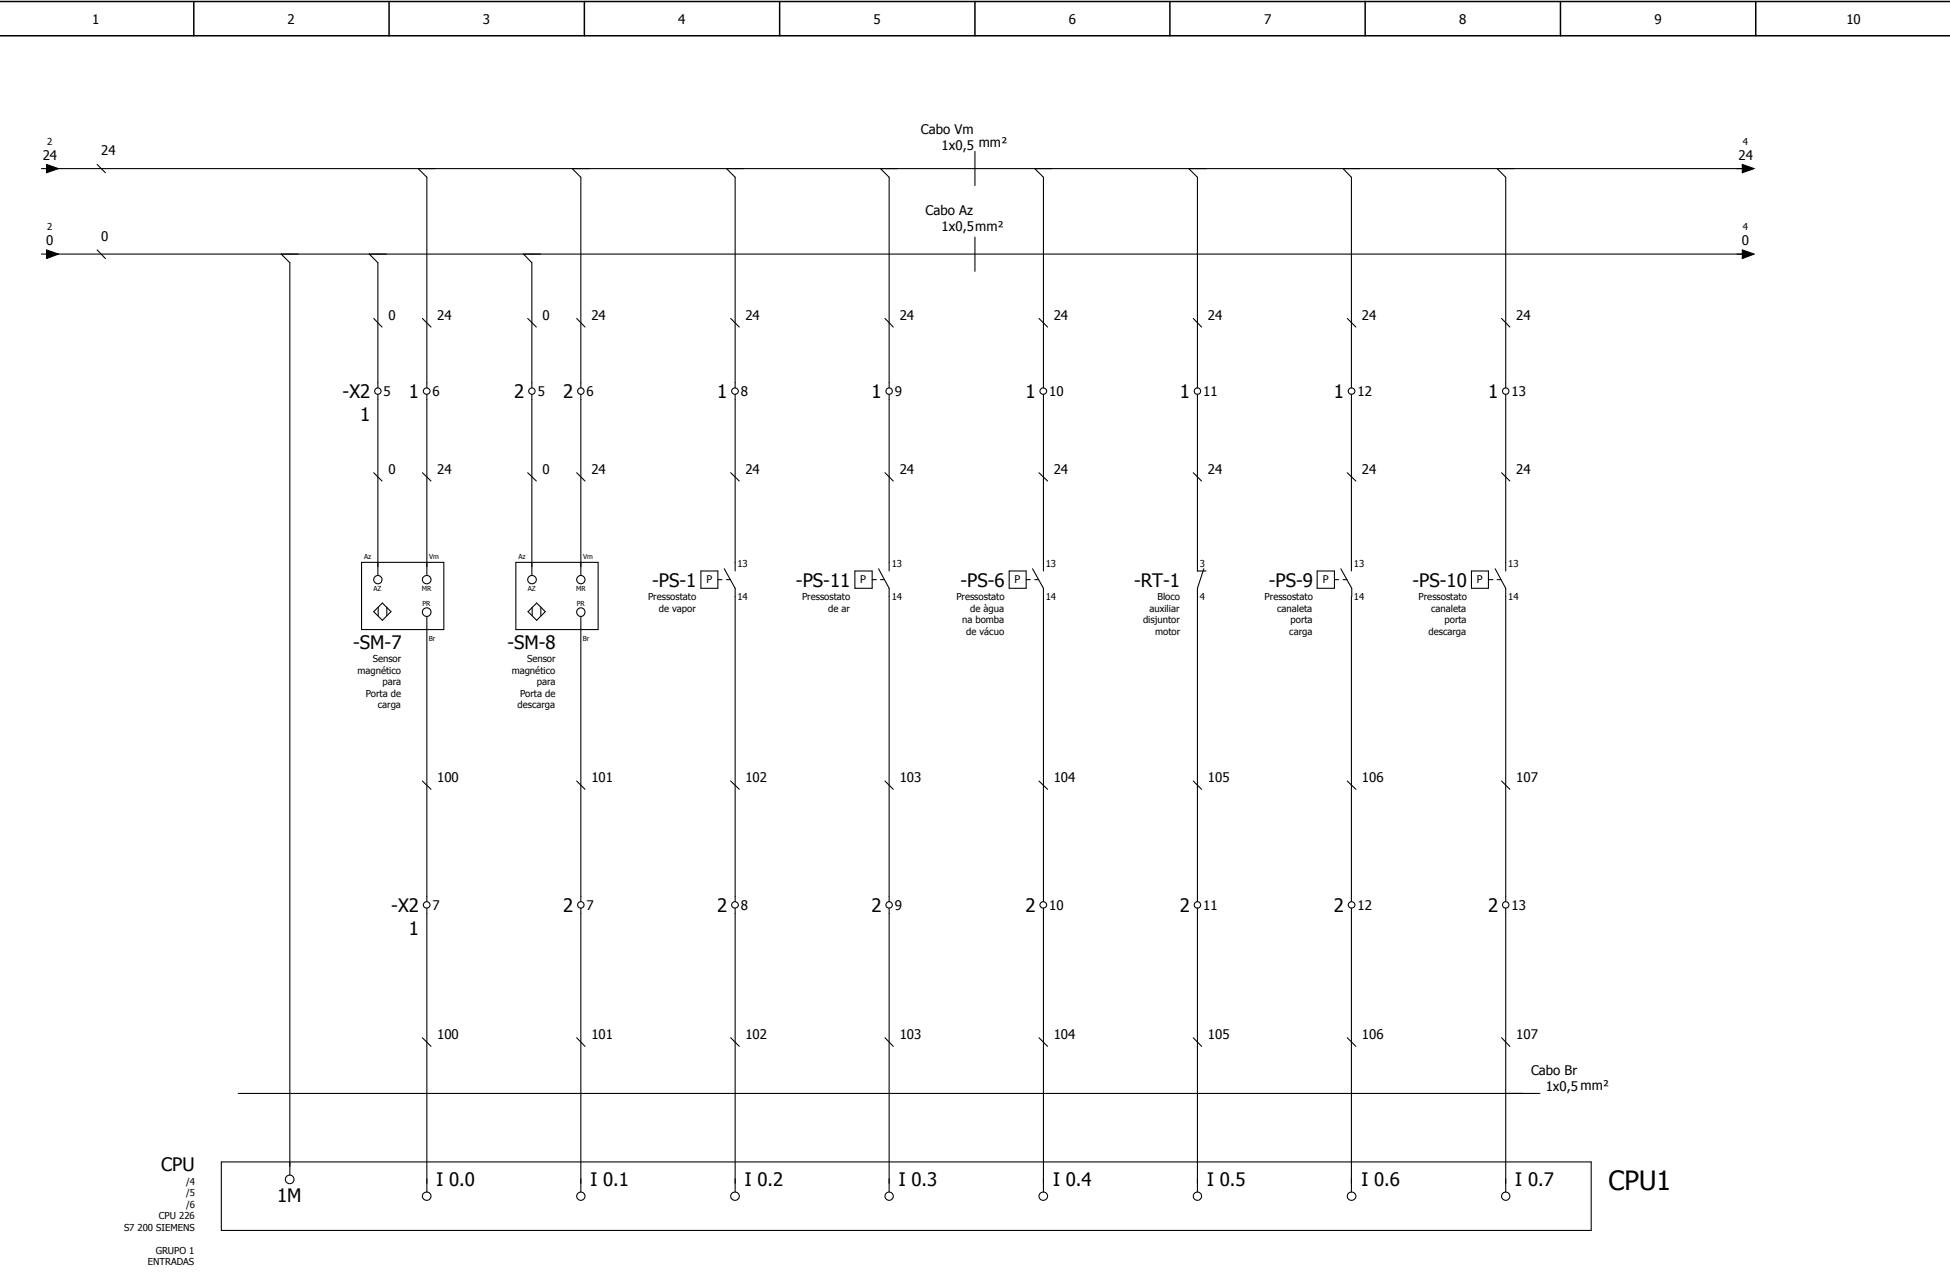 1 2 3 4 5 6 7 8 9 10
Cabo Vm
1x0,5 mm²
2
24
24
4
24
Cabo Az
1x0,5 mm²
2
0
0
4
0
0 24 0 24 24 24 24 24 24 24
-X2 5 1 6 2 5 2 6 1 8 1 9 1 10 1 11 1 12 1 13
1
0 24 0 24 24 24 24 24 24 24
Az Vm
AZ MR
PR
Br
-SM-7
Sensor
magnético
para
Porta de
carga
Az Vm
AZ MR
PR
Br
-SM-8
Sensor
magnético
para
Porta de
descarga
13
-PS-1 P
14
Pressostato
de vapor
13
-PS-11 P
14
Pressostato
de ar
13
-PS-6 P
14
Pressostato
de àgua
na bomba
de vácuo
3
-RT-1
4
Bloco
auxiliar
disjuntor
motor
13
-PS-9 P
14
Pressostato
canaleta
porta
carga
13
-PS-10 P
14
Pressostato
canaleta
porta
descarga
100 101 102 103 104 105 106 107
-X2 7 2 7 2 8 2 9 2 10 2 11 2 12 2 13
1
100 101 102 103 104 105 106 107
Cabo Br
1x0,5 mm²
CPU
/4
/5
/6
CPU 226
S7 200 SIEMENS
GRUPO 1
ENTRADAS
1M I 0.0 I 0.1 I 0.2 I 0.3 I 0.4 I 0.5 I 0.6 I 0.7
CPU1